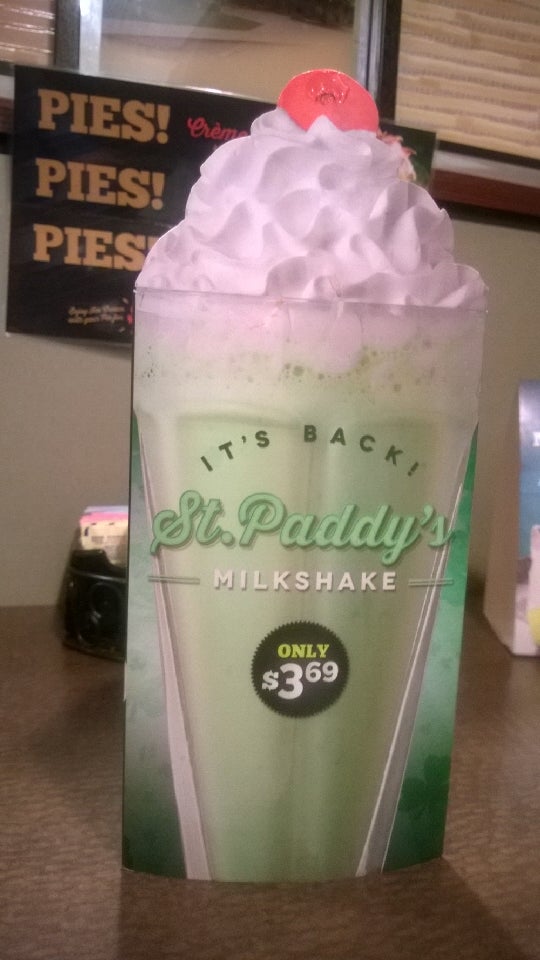 PIES! Crème
PIES!
PIES!
IT'S BACK!
St. Paddy's
MILKSHAKE
ONLY
$3.69